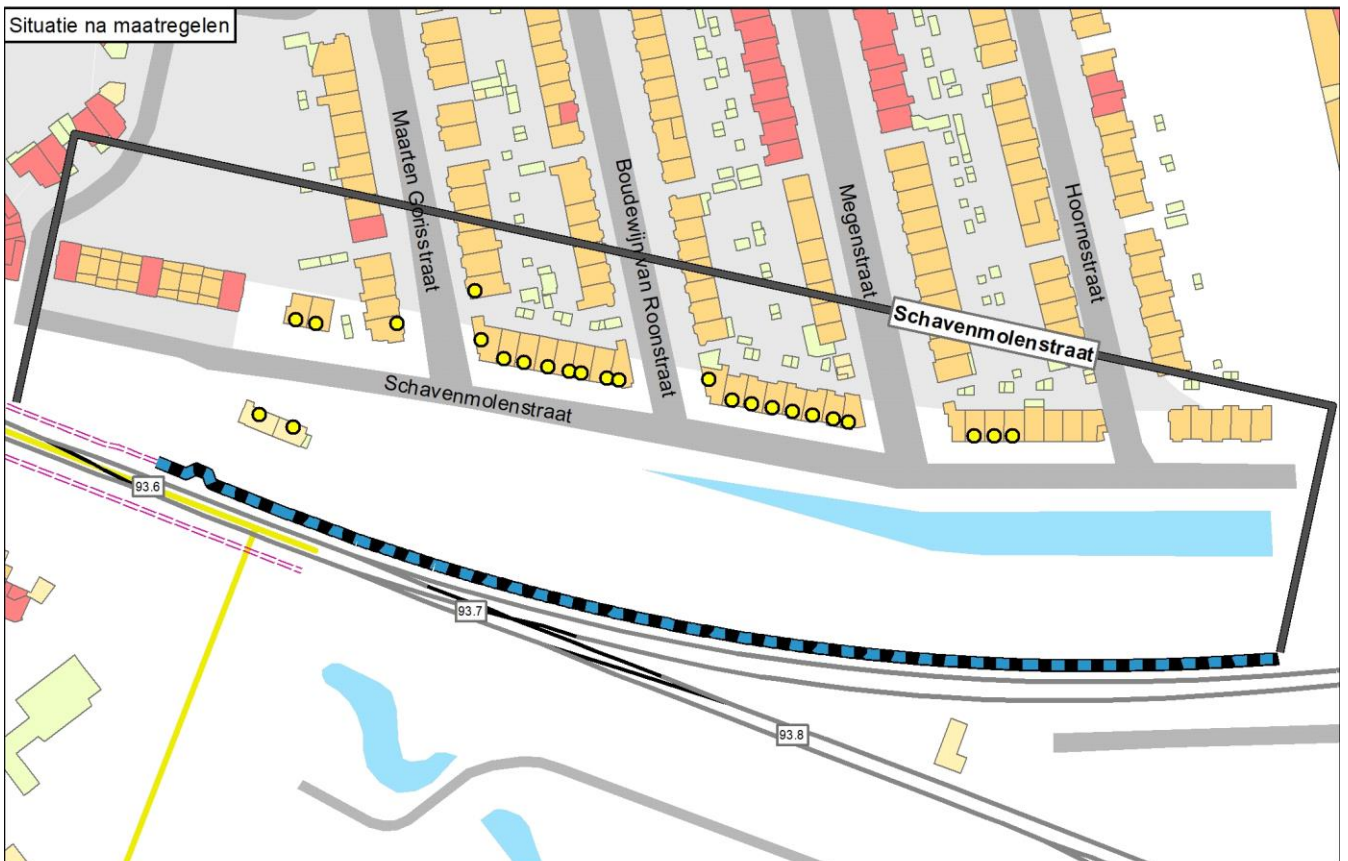 Situatie na maatregelen
Maarten Gorisstraat
Boudewijn van Roonstraat
Megenstraat
Hoornestraat
Schavenmolenstraat
Schavenmolenstraat
93.6
93.7
93.8